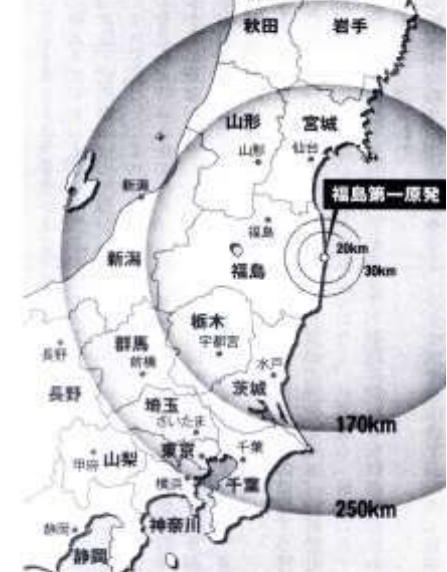 秋田
岩手
山形
宮城
山形
仙台
福島第一原発
新潟
福島
20km
30km
新潟
福島
栃木
宇都宮
群馬
前橋
長野
水戸
長野
茨城
埼玉
さいたま
170km
東京
千葉
山梨
甲府
横浜
千葉
250km
神奈川
静岡
静岡